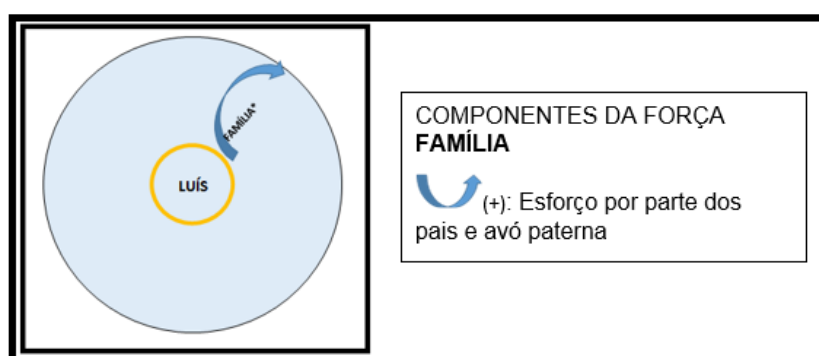 FAMÍLIA*
LUÍS
COMPONENTES DA FORÇA
FAMÍLIA
(+): Esforço por parte dos
pais e avó paterna